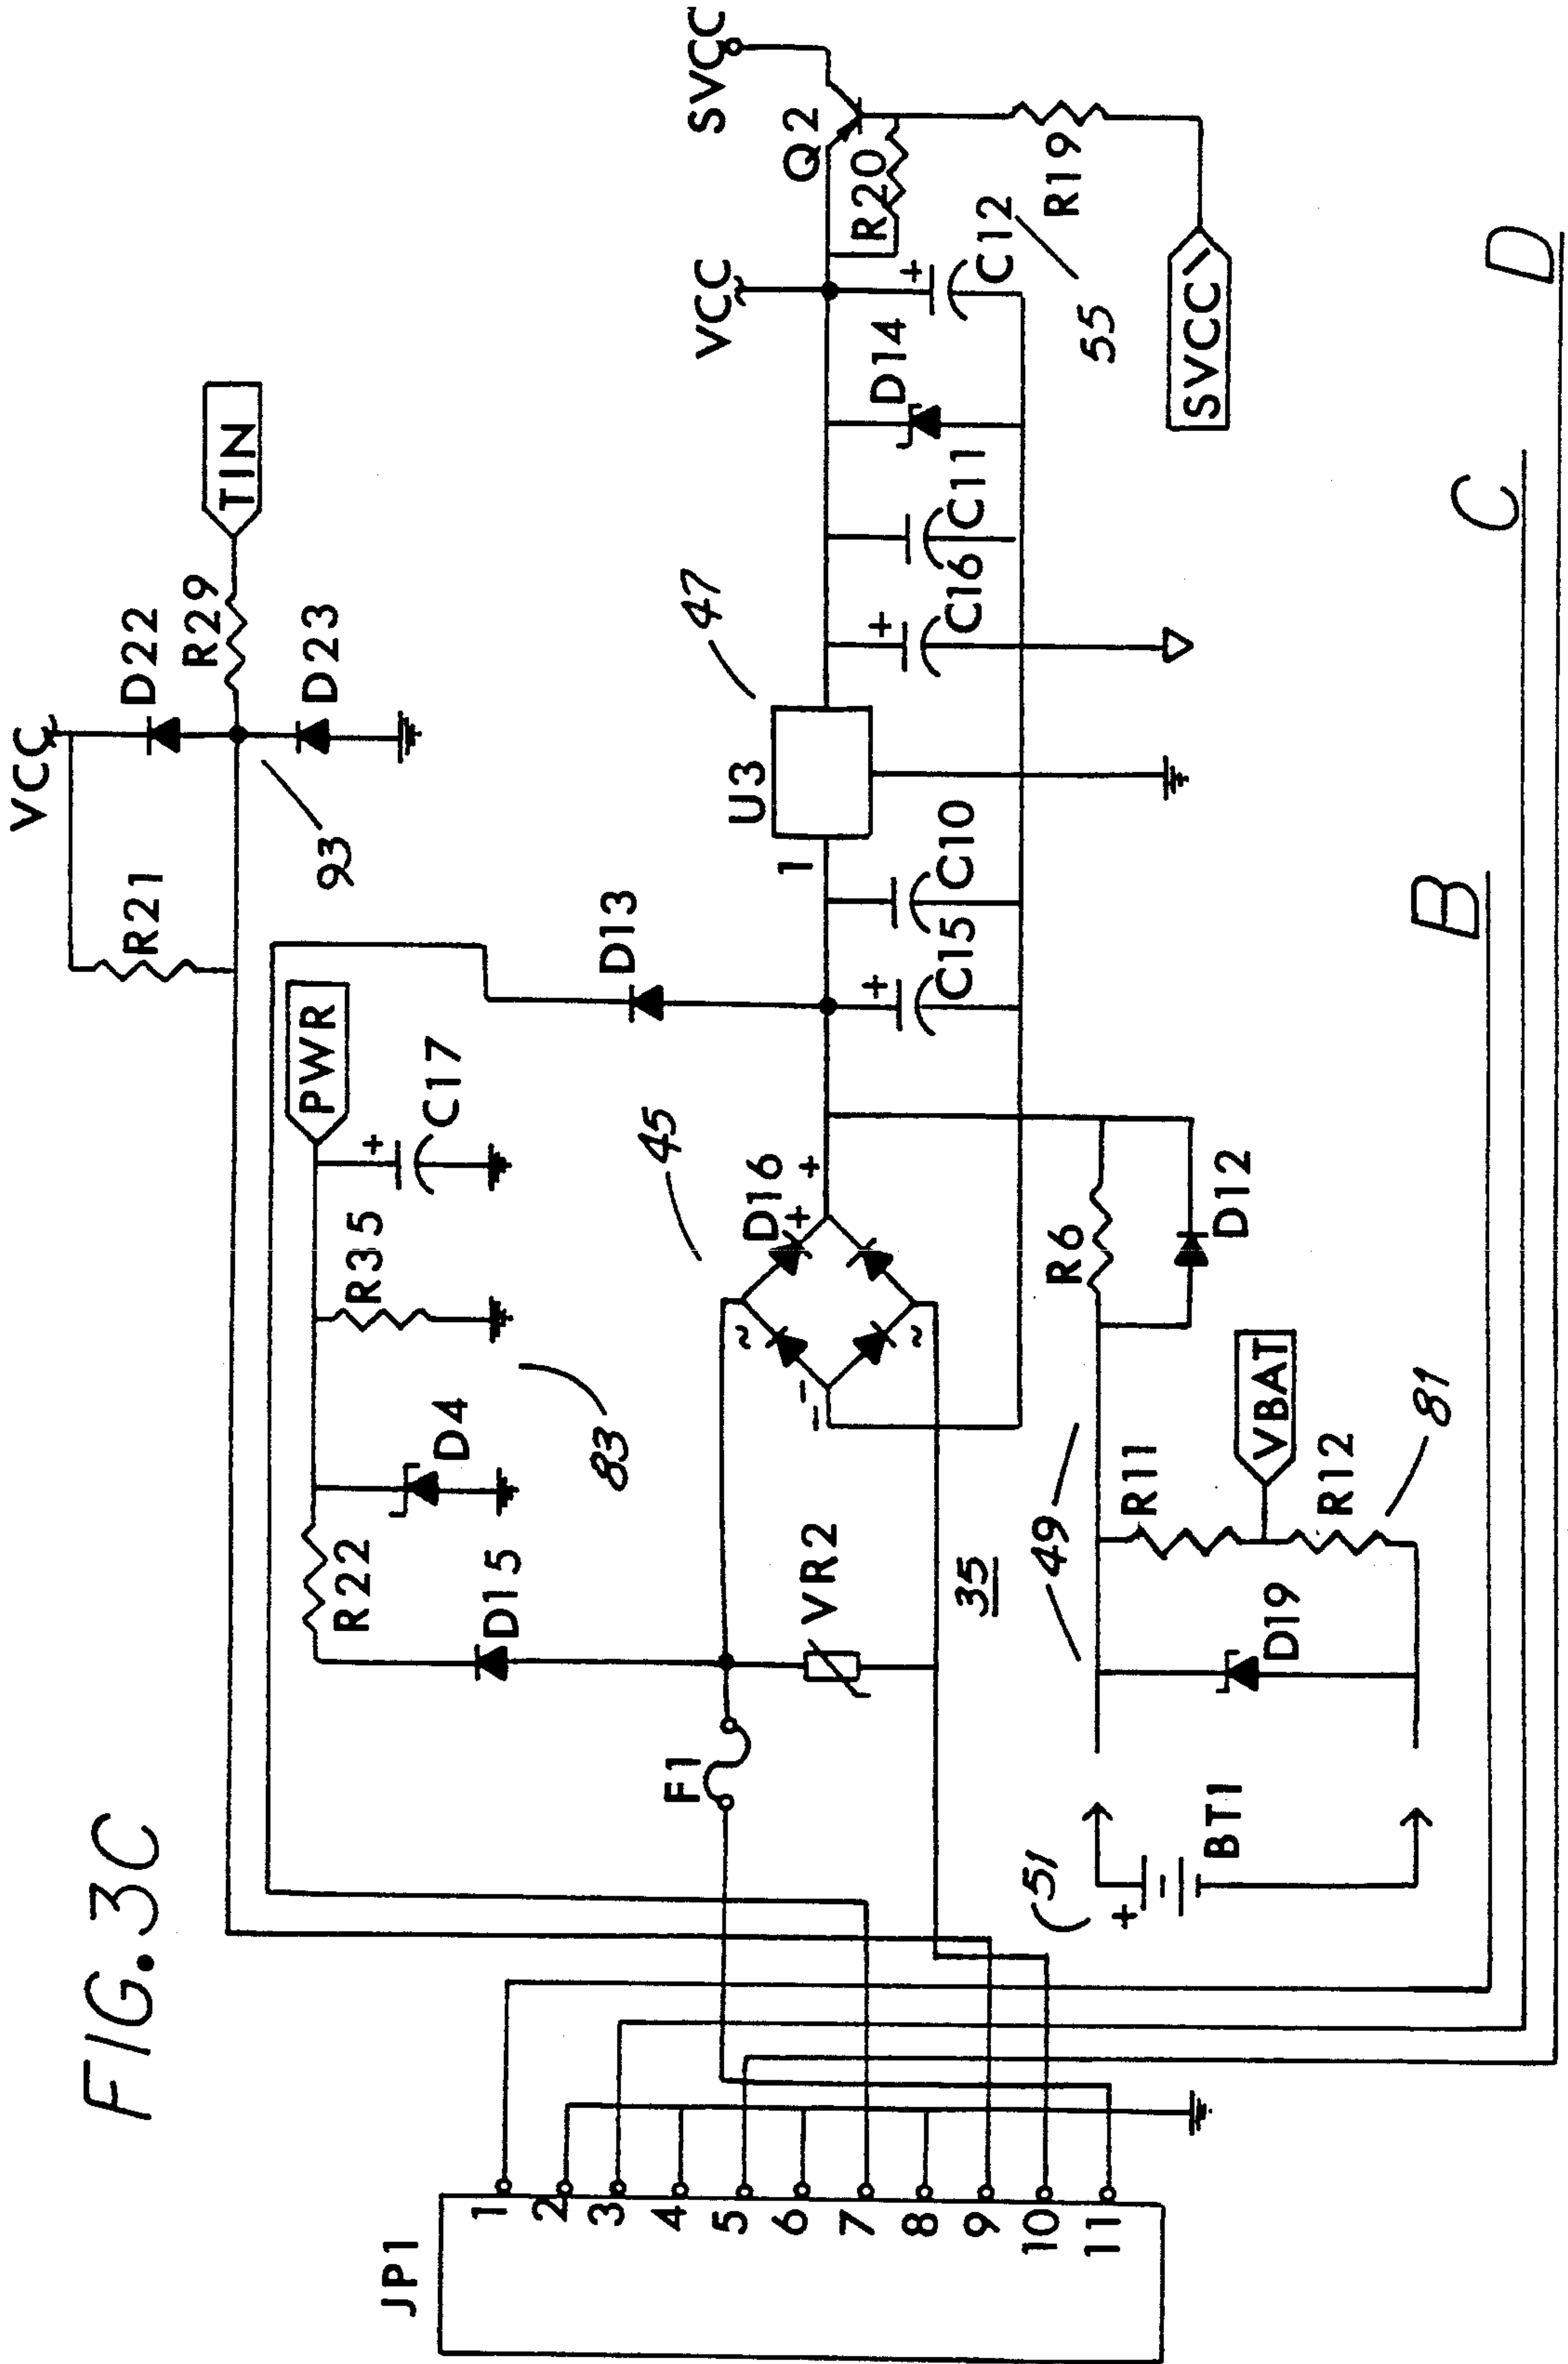 FIG.3C
JP1
1
2
3
4
5
6
7
8
9
10
11
VCC
R21
D22
R29
TIN
D23
93
PWR
R22
D4
R35
C17
83
D15
D13
F1
VR2
45
D16
~
~
+
+
-
=
35
C15
+
C10
1
U3
47
C16
+
C11
D14
VCC
C12
+
55
R20
Q2
SVCC
R19
SVCC\
51
+
BT1
49
D19
R11
R12
VBAT
81
R6
D12
B
C
D